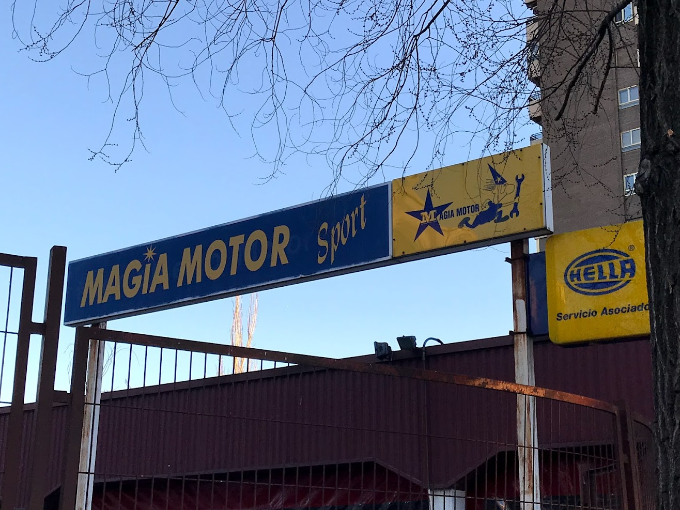 MAGIA MOTOR Sport
MAGIA MOTOR
HELLA
®
Servicio Asociado